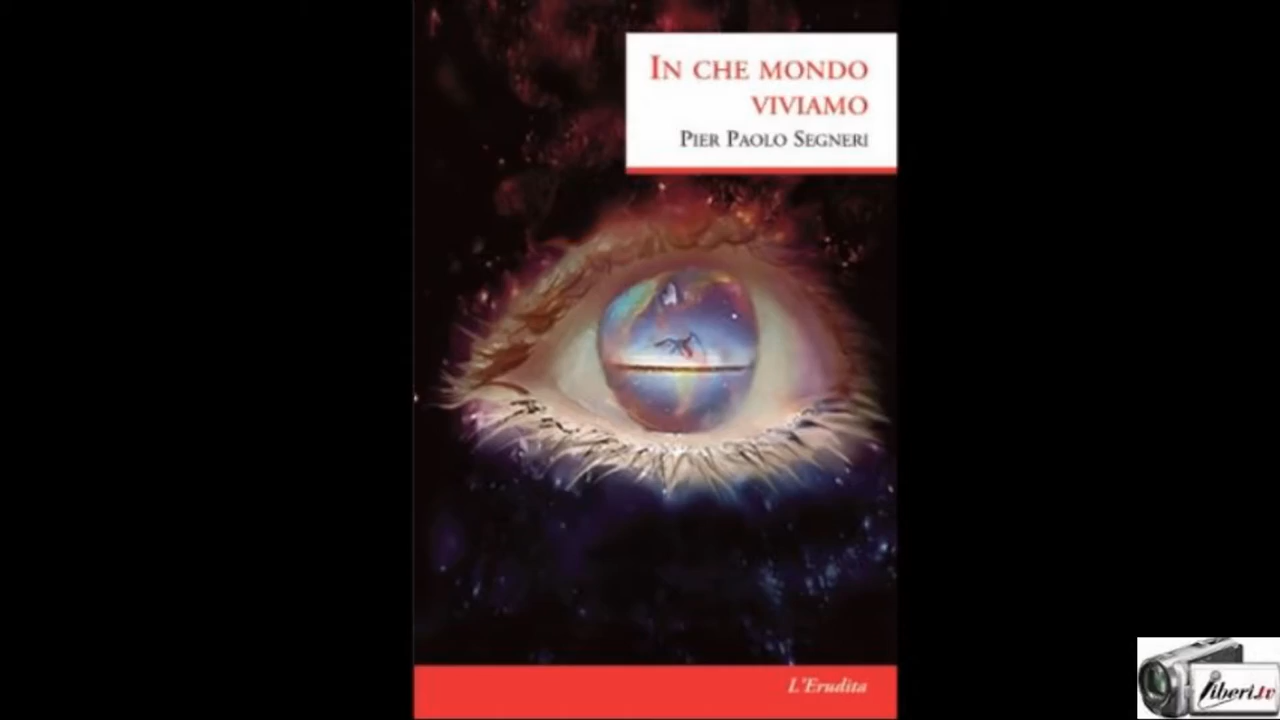 IN CHE MONDO
VIVIAMO
PIER PAOLO SEGNERI
L'Erudita
liberi.tv